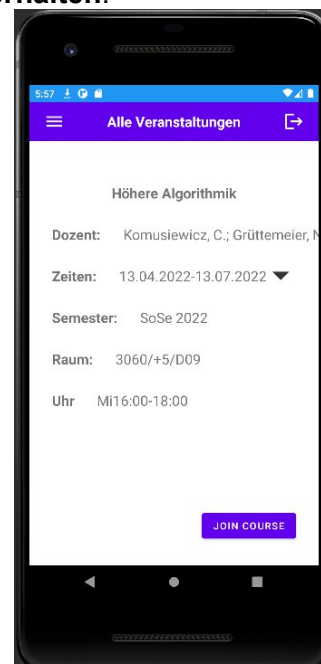 erhalten:
5:57
Alle Veranstaltungen
Höhere Algorithmik
Dozent: Komusiewicz, C.; Grüttemeier, N
Zeiten: 13.04.2022-13.07.2022
Semester: SoSe 2022
Raum: 3060/+5/D09
Uhr Mi16:00-18:00
JOIN COURSE